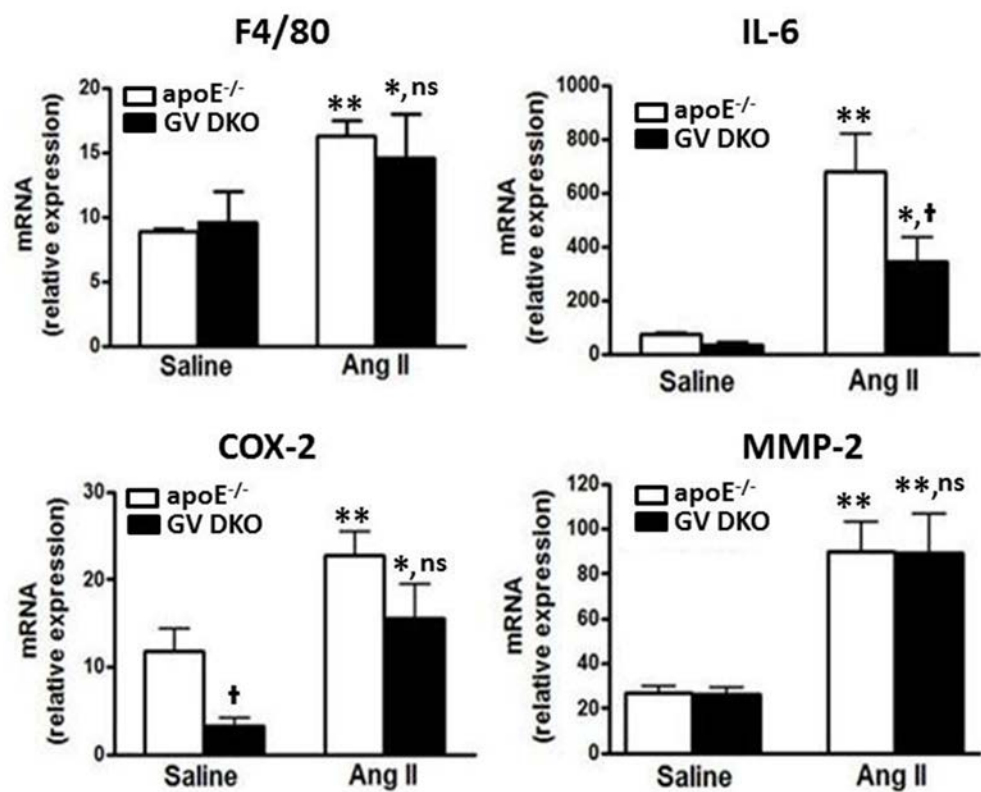 F4/80
mRNA
(relative expression)
20
15
10
5
0
apoE-/-
GV DKO
**
*,ns
Saline
Ang II
IL-6
mRNA
(relative expression)
1000
800
600
400
200
0
apoE-/-
GV DKO
**
*,†
Saline
Ang II
COX-2
mRNA
(relative expression)
30
20
10
0
apoE-/-
GV DKO
†
**
*,ns
Saline
Ang II
MMP-2
mRNA
(relative expression)
120
100
80
60
40
20
0
apoE-/-
GV DKO
**
**,ns
Saline
Ang II